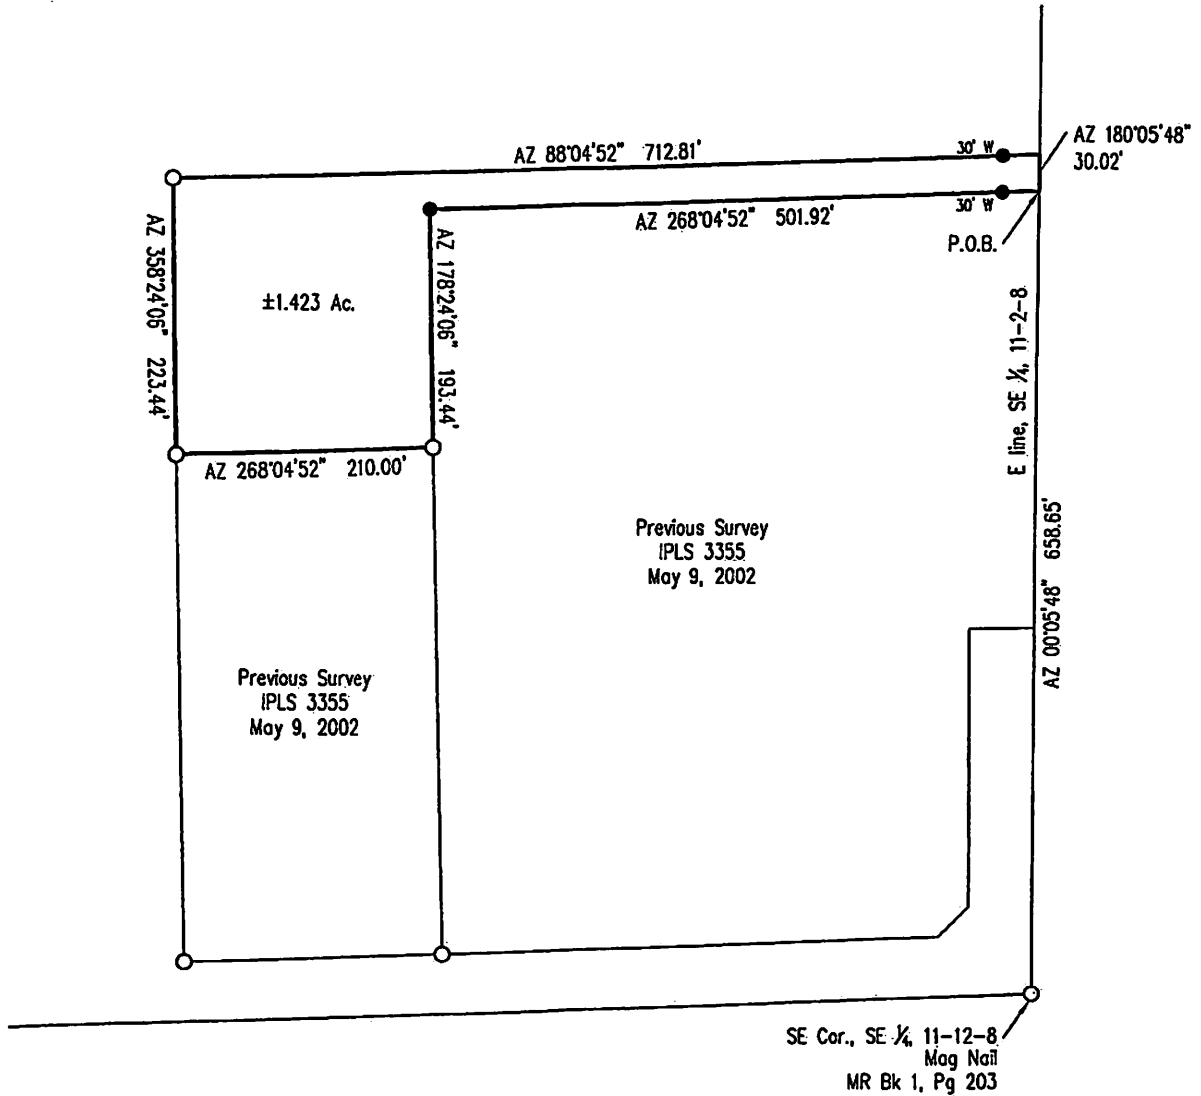 AZ 88°04'52" 712.81'
30' W
AZ 180°05'48"
30.02'
AZ 268°04'52" 501.92'
30' W
P.O.B.
AZ 358°24'06" 223.44'
AZ 178°24'06" 193.44'
±1.423 Ac.
E line, SE ¼, 11-2-8
AZ 268°04'52" 210.00'
AZ 00°05'48" 658.65'
Previous Survey
IPLS 3355
May 9, 2002
Previous Survey
IPLS 3355
May 9, 2002
SE Cor., SE ¼, 11-12-8
Mag Nail
MR Bk 1, Pg 203